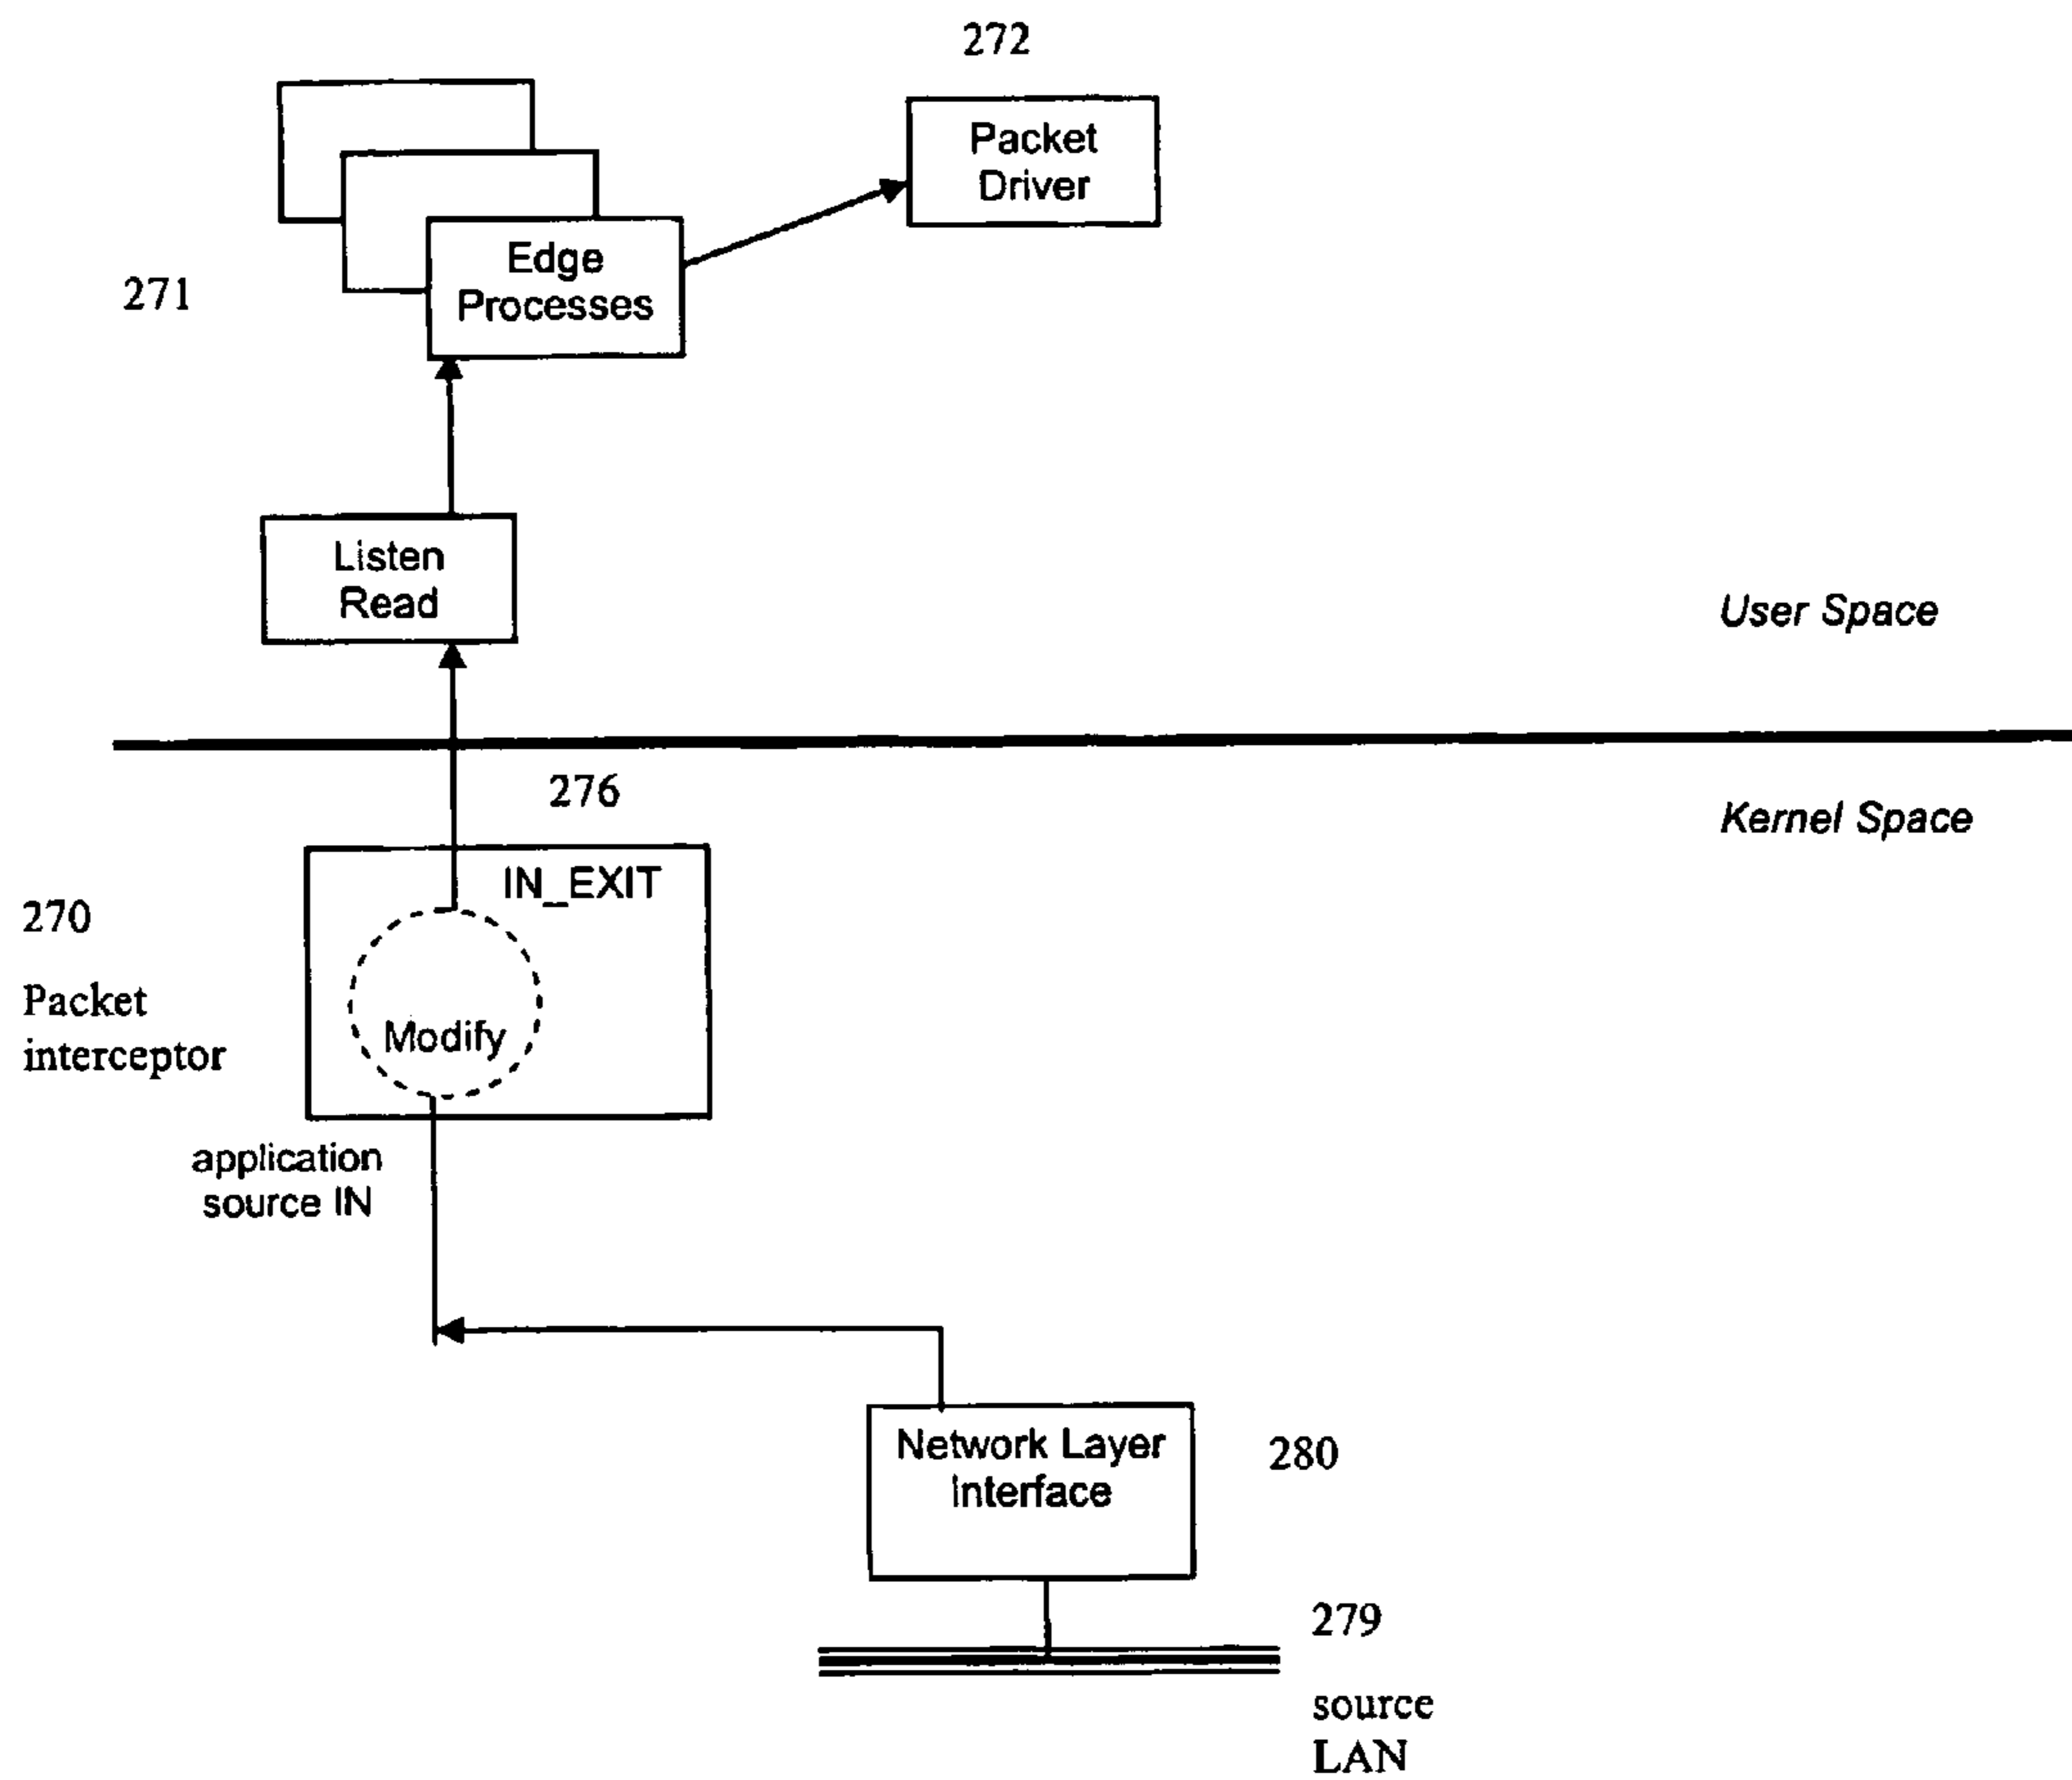 272
Packet
Driver
Edge
Processes
271
Listen
Read
User Space
276
Kernel Space
IN_EXIT
270
Packet
interceptor
Modify
application
source IN
Network Layer
Interface
280
279
source
LAN